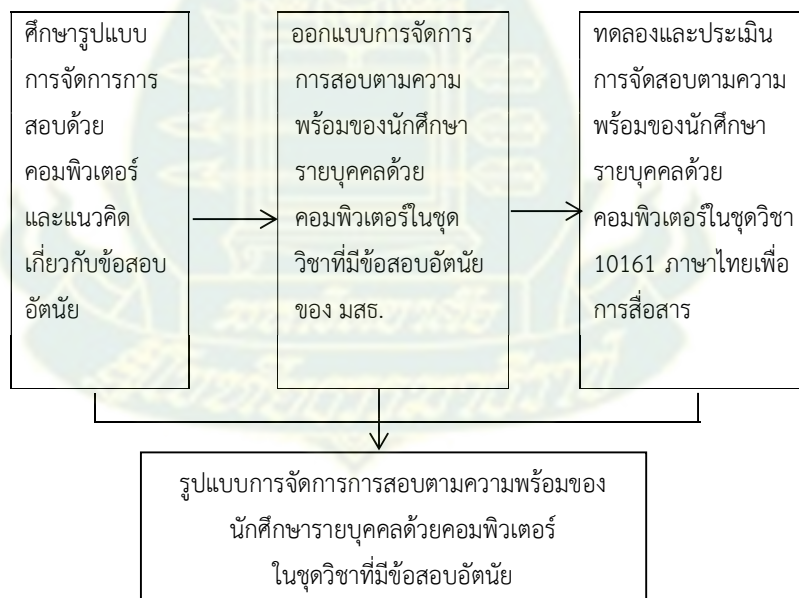 ศึกษารูปแบบ
การจัดการการ
สอบด้วย
คอมพิวเตอร์
และแนวคิด
เกี่ยวกับข้อสอบ
อัตนัย
ออกแบบการจัดการ
การสอบตามความ
พร้อมของนักศึกษา
รายบุคคลด้วย
คอมพิวเตอร์ในชุด
วิชาที่มีข้อสอบอัตนัย
ของ มสธ.
ทดลองและประเมิน
การจัดสอบตามความ
พร้อมของนักศึกษา
รายบุคคลด้วย
คอมพิวเตอร์ในชุดวิชา
10161 ภาษาไทยเพื่อ
การสื่อสาร
รูปแบบการจัดการการสอบตามความพร้อมของ
นักศึกษารายบุคคลด้วยคอมพิวเตอร์
ในชุดวิชาที่มีข้อสอบอัตนัย